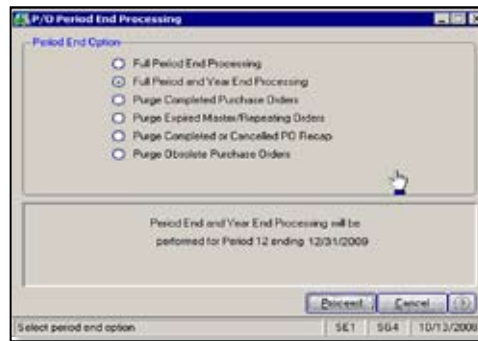 P/O Period End Processing
Period End Option
Full Period End Processing
Full Period and Year End Processing
Purge Completed Purchase Orders
Purge Expired Master/Repeating Orders
Purge Completed or Cancelled PO Recap
Purge Obsolete Purchase Orders
Period End and Year End Processing will be
performed for Period 12 ending 12/31/2009
Proceed Cancel
Select period end option SE1 SG4 10/13/2008